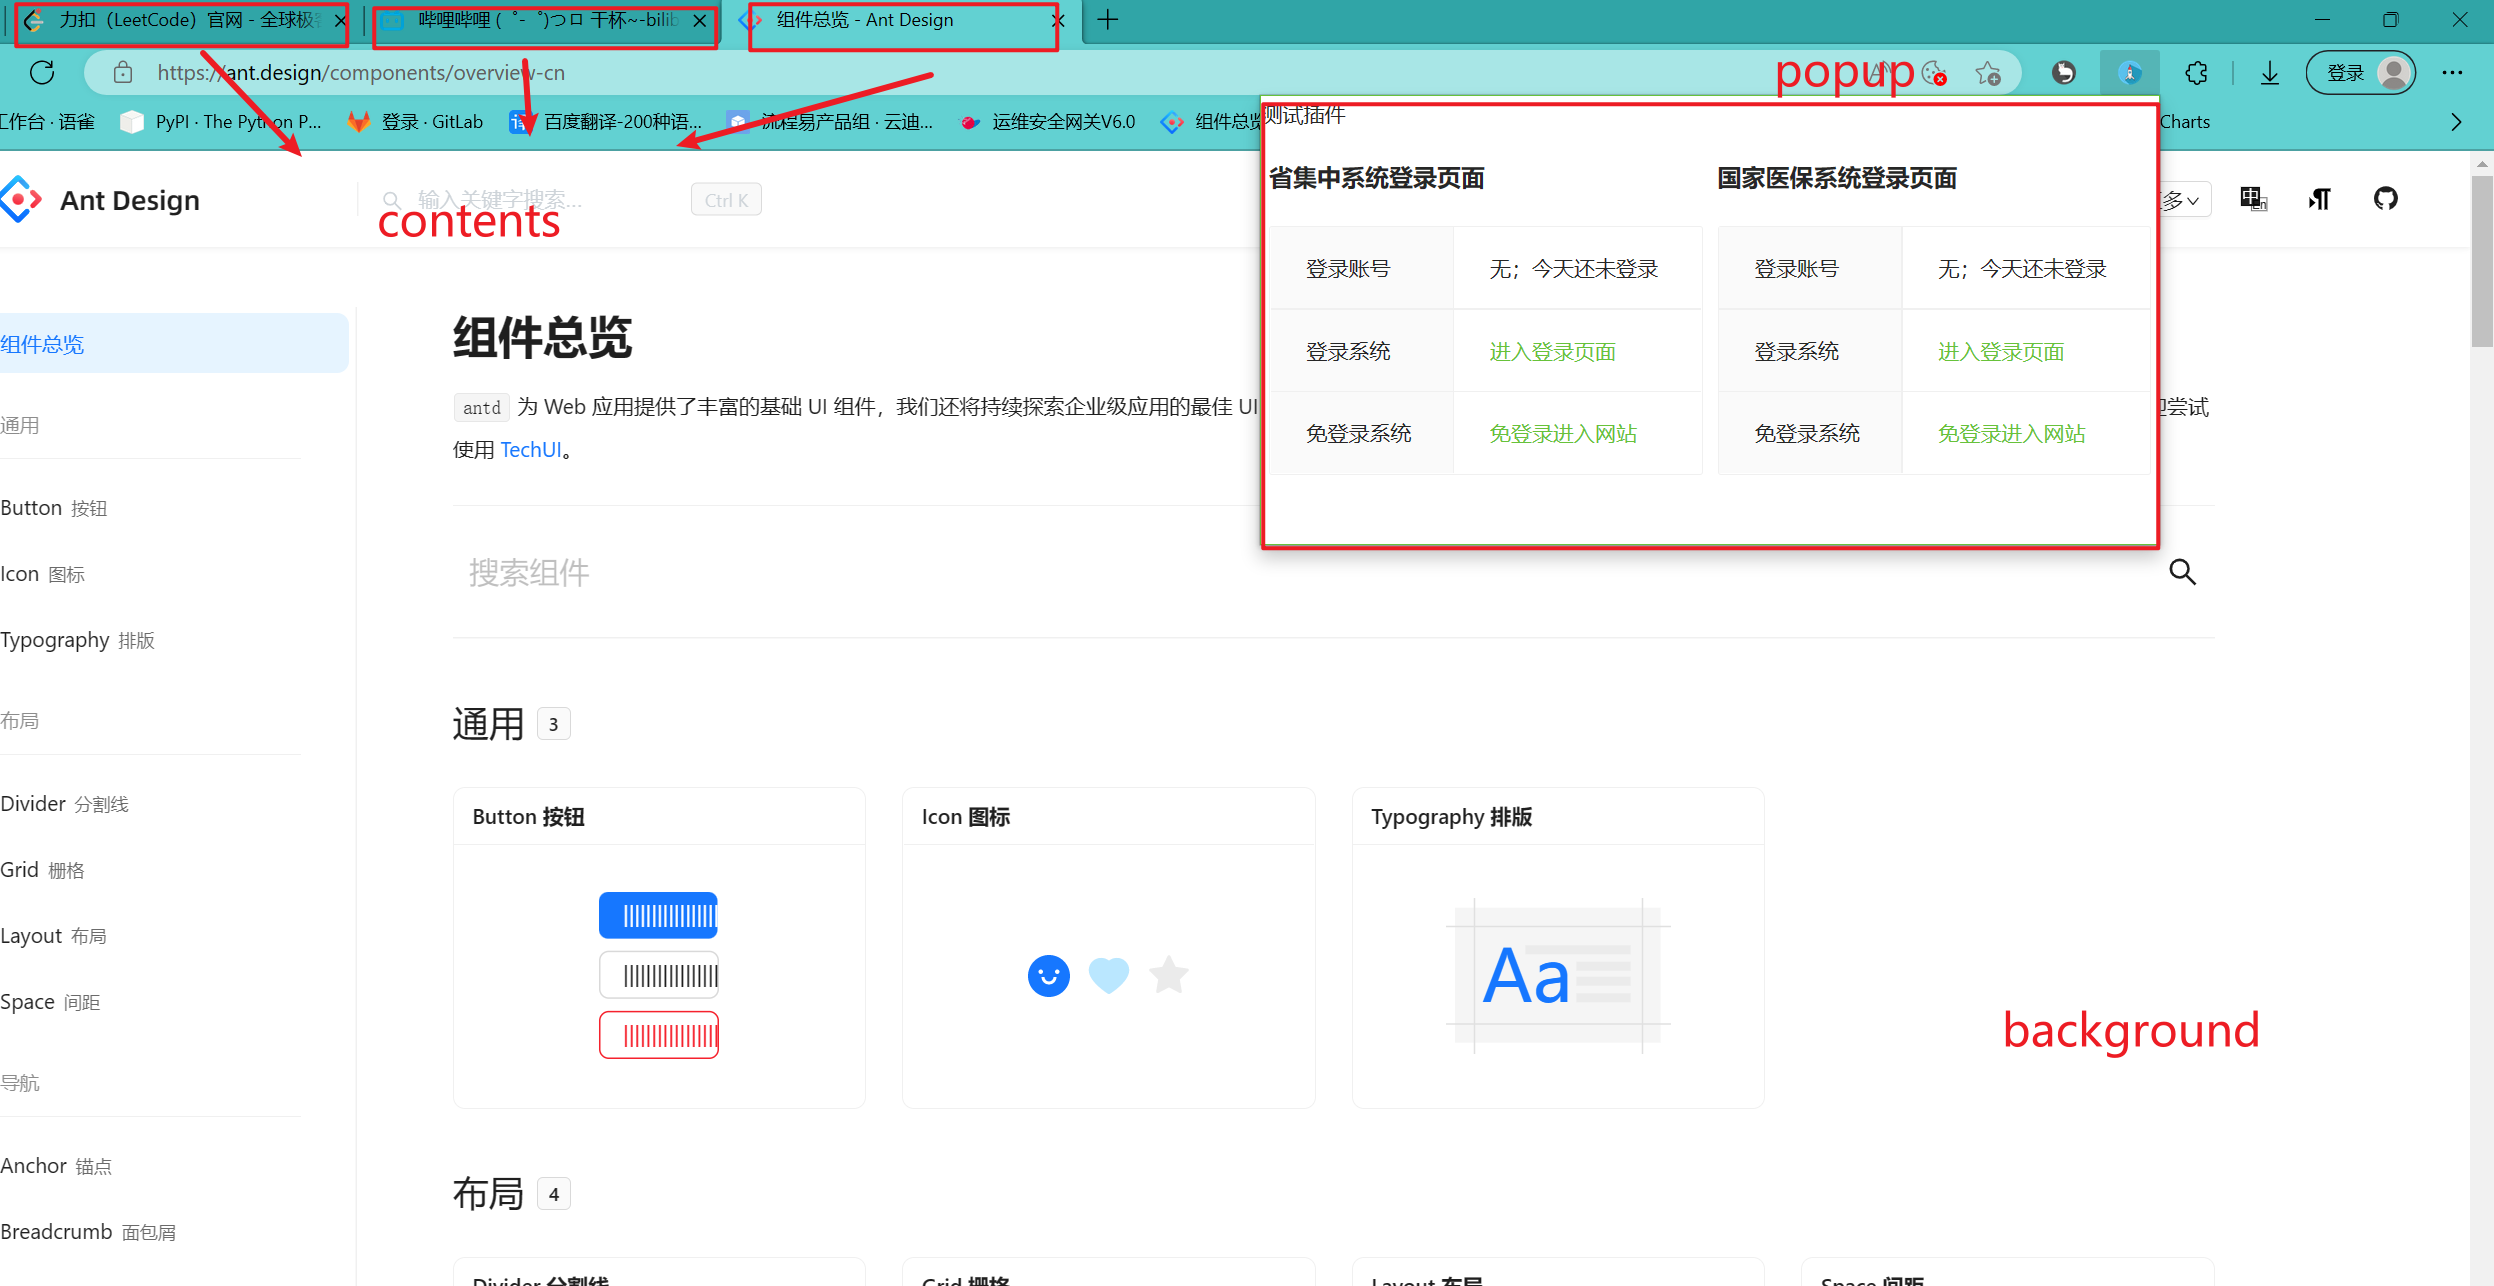 力扣（LeetCode）官网 - 全球极
哔哩哔哩 (゜-゜)つロ 干杯~-bilib
组件总览 - Ant Design
https://ant.design/components/overview-cn
popup
登录
工作台 · 语雀
PyPI · The Python P...
登录 · GitLab
百度翻译-200种语...
流程易产品组 · 云迪...
运维安全网关V6.0
组件总览
Charts
测试插件
省集中系统登录页面
国家医保系统登录页面
登录账号 无；今天还未登录
登录账号 无；今天还未登录
登录系统 进入登录页面
登录系统 进入登录页面
免登录系统 免登录进入网站
免登录系统 免登录进入网站
Ant Design
输入关键字搜索...
Ctrl K
contents
多
组件总览
通用
Button 按钮
Icon 图标
Typography 排版
布局
Divider 分割线
Grid 栅格
Layout 布局
Space 间距
导航
Anchor 锚点
Breadcrumb 面包屑
组件总览
antd 为 Web 应用提供了丰富的基础 UI 组件，我们还将持续探索企业级应用的最佳 UI
迎尝试
使用 TechUI。
搜索组件
通用 3
Button 按钮
Icon 图标
Typography 排版
Aa
background
布局 4
Divider 分割线
Grid 栅格
Layout 布局
Space 间距